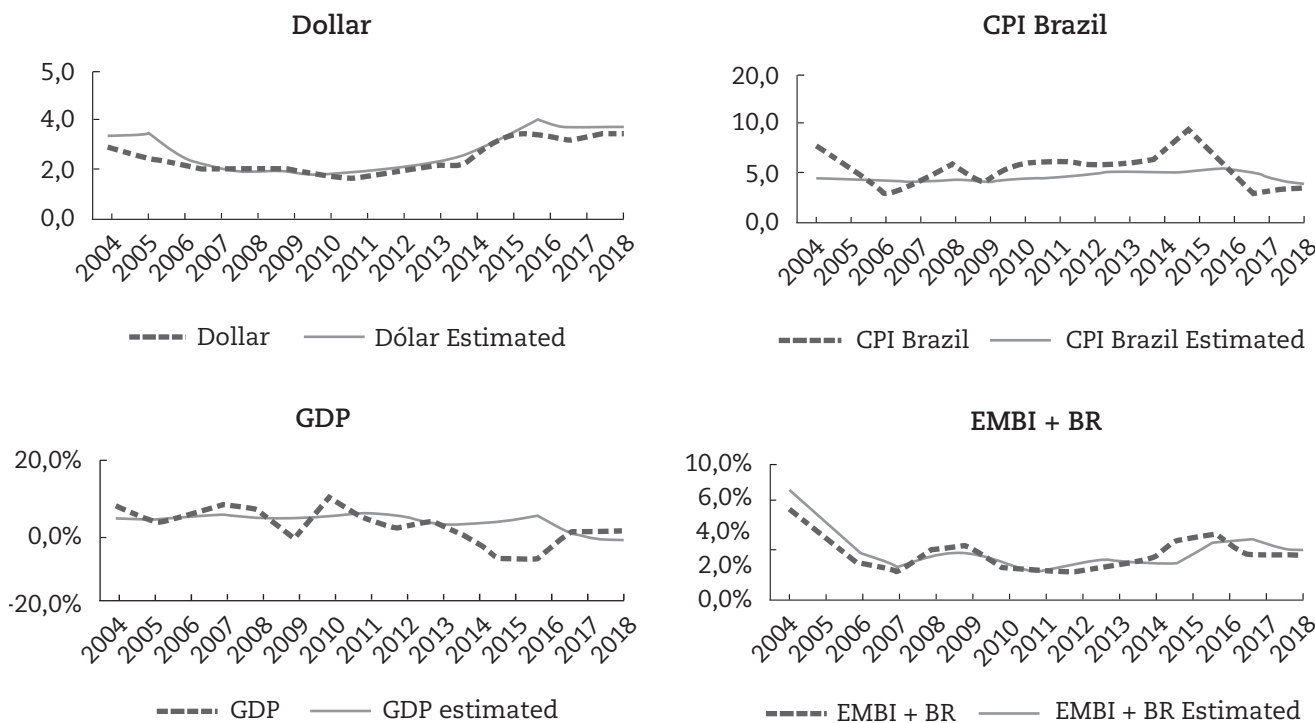 Dollar
5,0
4,0
2,0
0,0
2004 2005 2006 2007 2008 2009 2010 2011 2012 2013 2014 2015 2016 2017 2018
Dollar Dólar Estimated
CPI Brazil
20,0
10,0
5,0
0,0
2004 2005 2006 2007 2008 2009 2010 2011 2012 2013 2014 2015 2016 2017 2018
CPI Brazil CPI Brazil Estimated
GDP
20,0%
0,0%
-20,0%
2004 2005 2006 2007 2008 2009 2010 2011 2012 2013 2014 2015 2016 2017 2018
GDP GDP estimated
EMBI + BR
10,0%
6,0%
4,0%
2,0%
0,0%
2004 2005 2006 2007 2008 2009 2010 2011 2012 2013 2014 2015 2016 2017 2018
EMBI + BR EMBI + BR Estimated